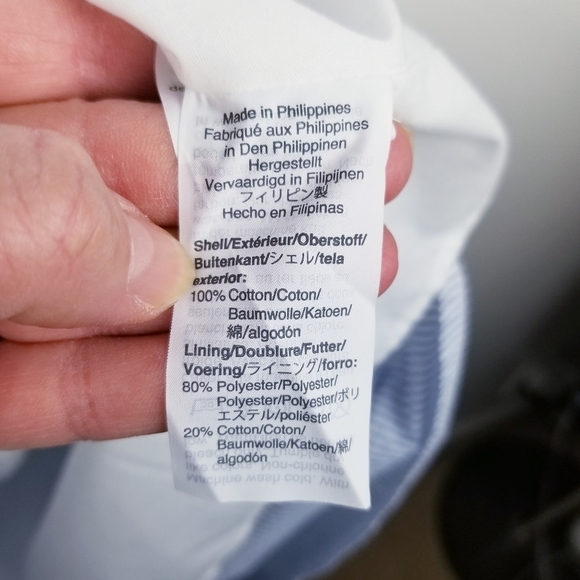 Made in Philippines
Fabriqué aux Philippines
in Den Philippinen
Hergestellt
Vervaardigd in Filipijnen
フィリピン製
Hecho en Filipinas
Shell/Extérieur/Oberstoff/
Buitenkant/シェル/tela
exterior:
100% Cotton/Coton/
Baumwolle/Katoen/
綿/algodón
Lining/Doublure/Futter/
Voering/ライニング/forro:
80% Polyester/Polyester/
Polyester/Polyester/ポリ
エステル/poliéster
20% Cotton/Coton/
Baumwolle/Katoen/綿/
algodón